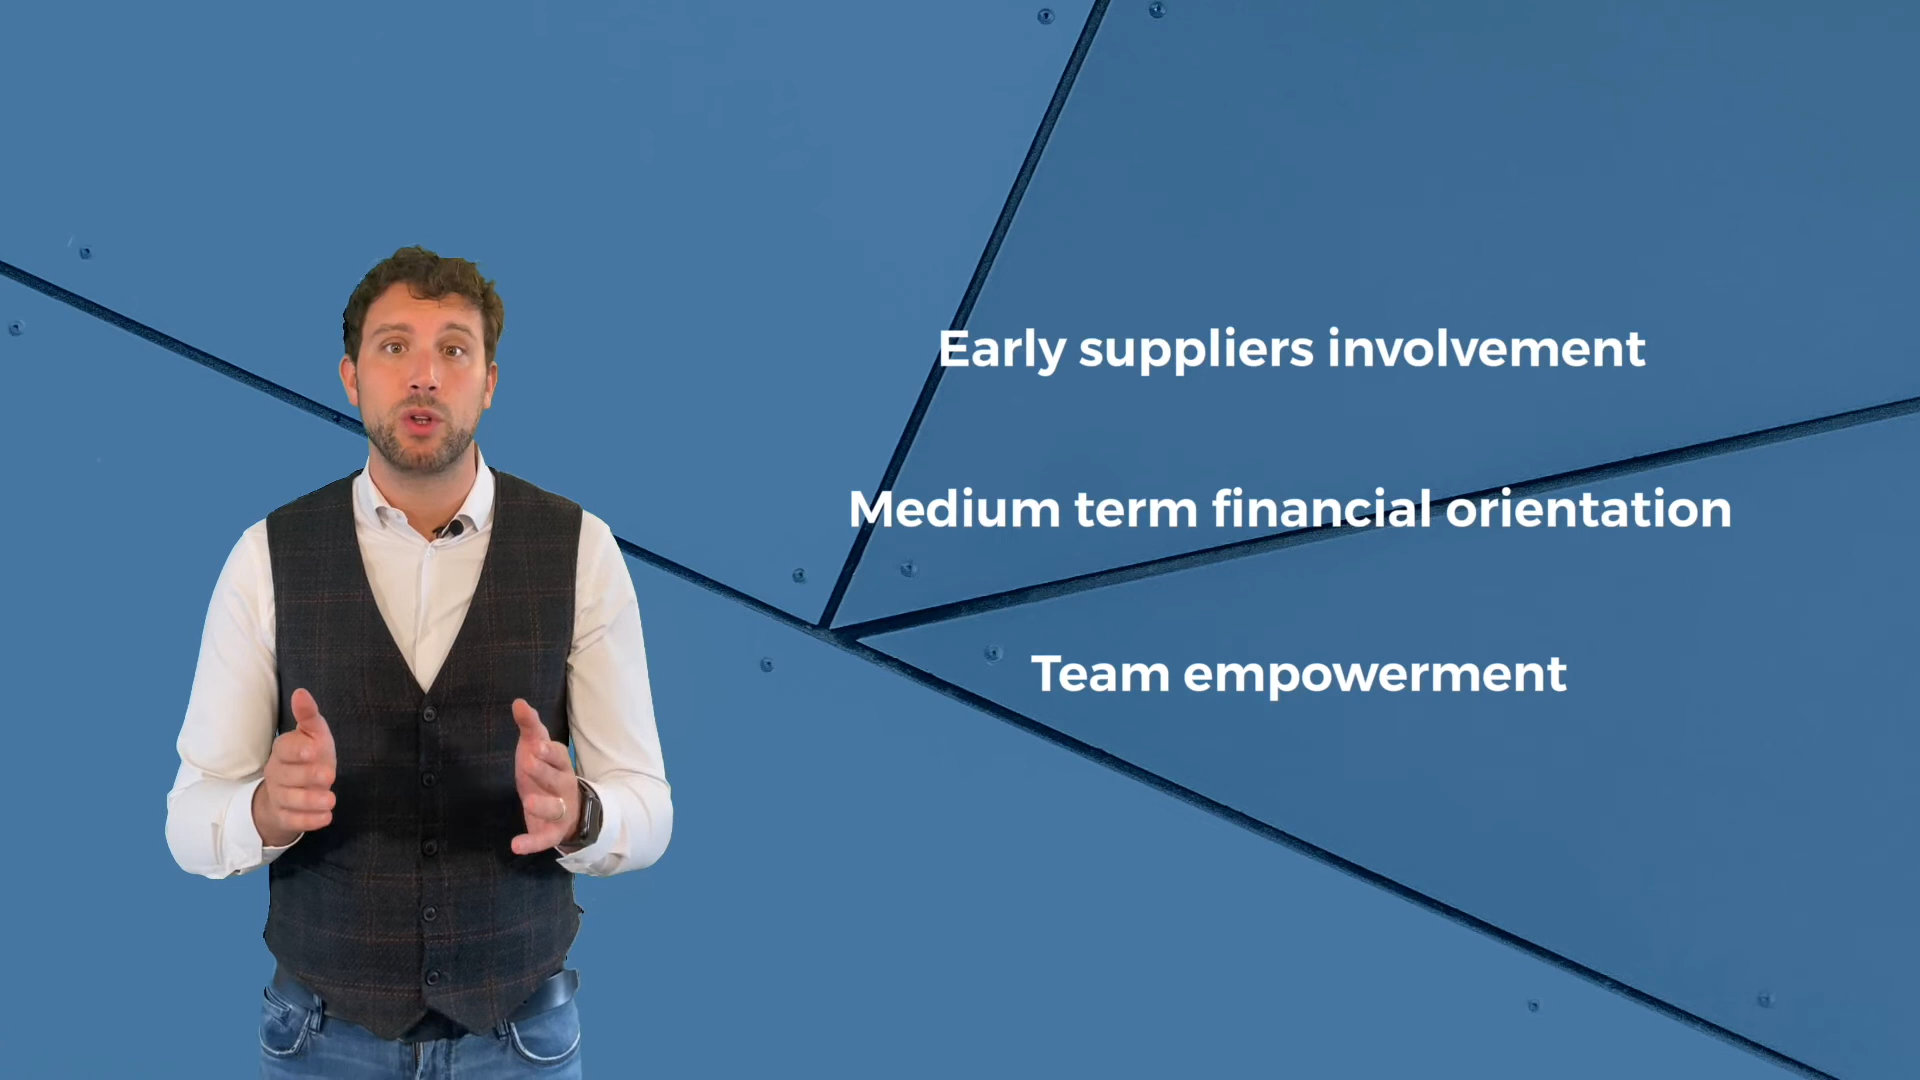 Early suppliers involvement
Medium term financial orientation
Team empowerment